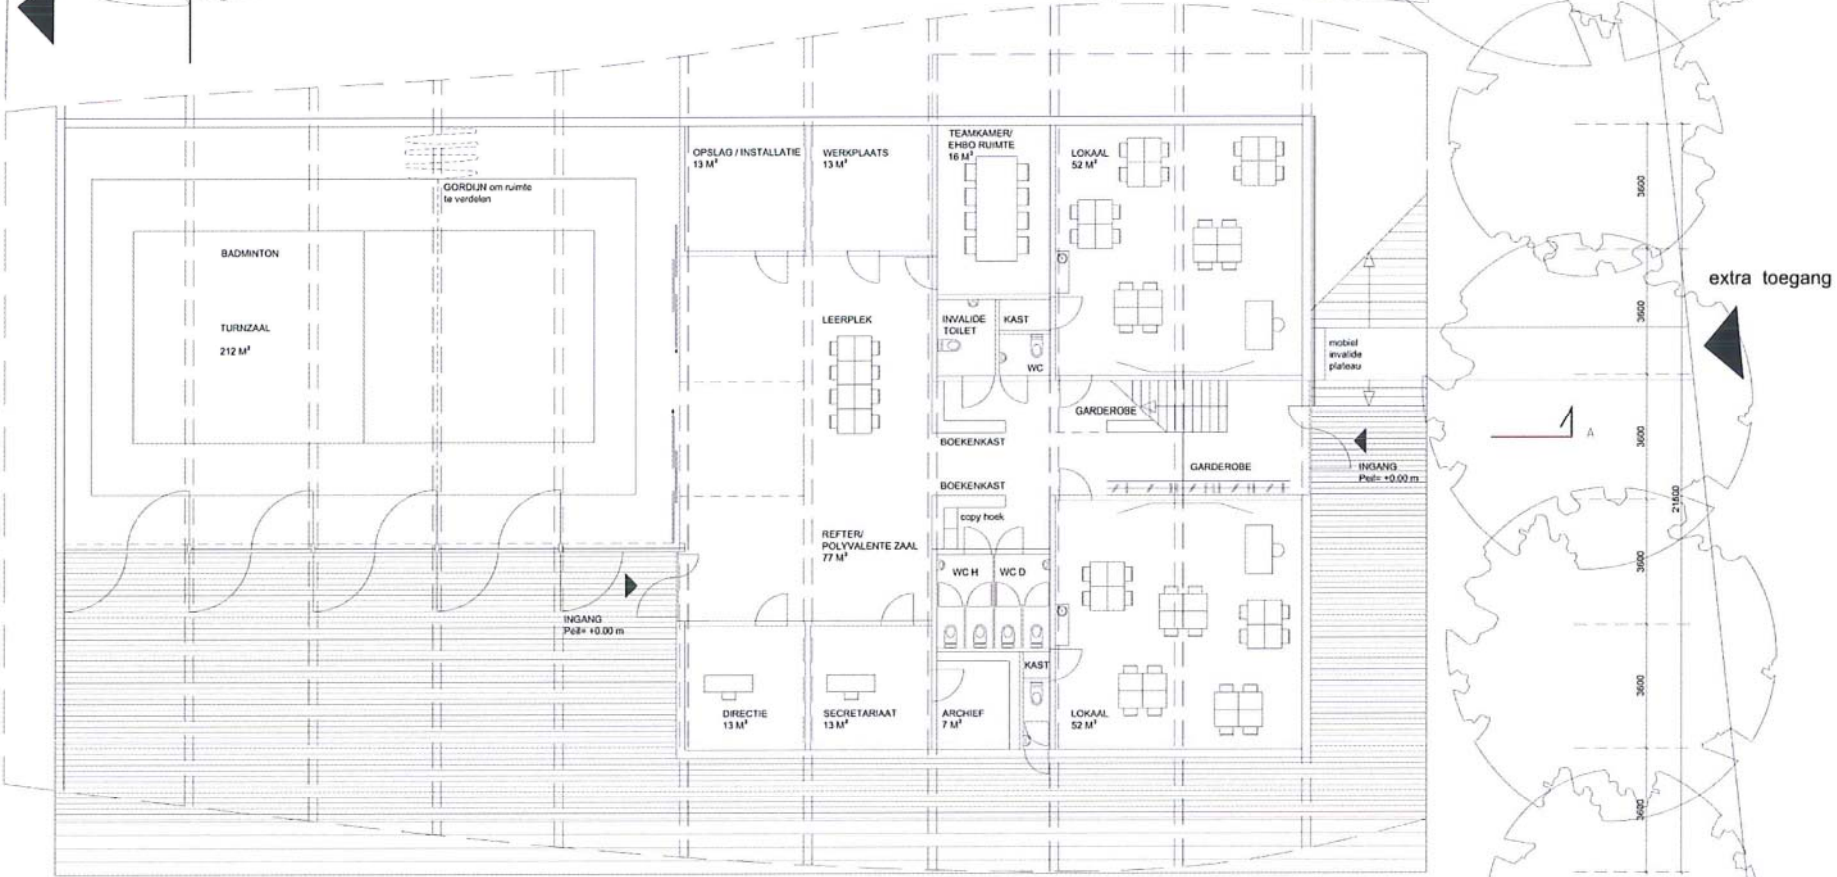 OPSLAG / INSTALLATIE
13 M²
WERKPLAATS
13 M²
TEAMKAMER/
EHBO RUIMTE
16 M²
LOKAAL
52 M²
GORDIJN om ruimte
te verdelen
BADMINTON
TURNZAAL
212 M²
LEERPLEK
INVALIDE
TOILET
KAST
WC
mobiel
invalide
plateau
extra toegang
GARDEROBE
BOEKENKAST
GARDEROBE
INGANG
Peil= +0.00 m
A
BOEKENKAST
copy hoek
REFTER/
POLYVALENTE ZAAL
77 M²
WC H
WC D
INGANG
Peil= +0.00 m
KAST
DIRECTIE
13 M²
SECRETARIAAT
13 M²
ARCHIEF
7 M²
LOKAAL
52 M²
3600
3600
3600
3600
3600
3600
21600